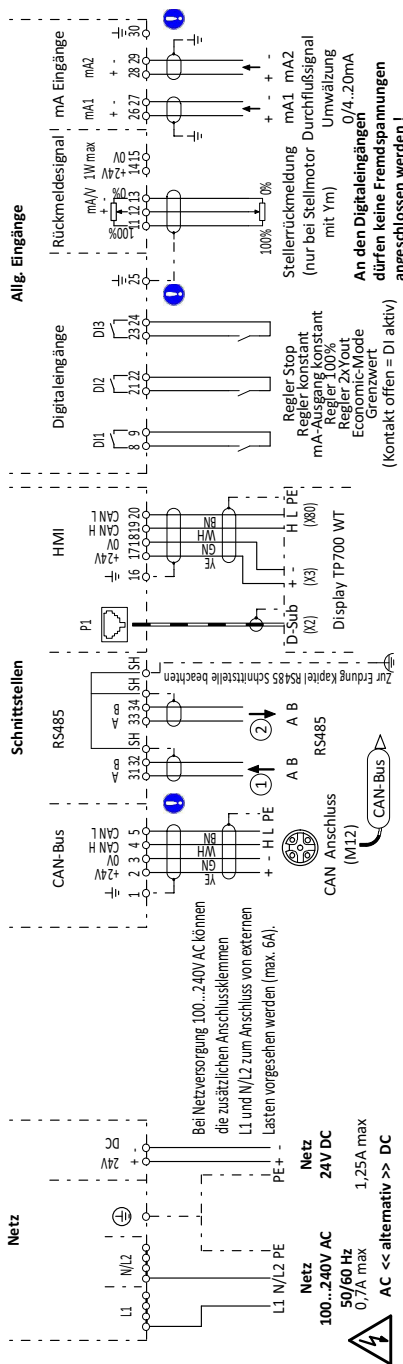 Netz
L1
N/L2
24V
DC
+
-
L1 N/L2 PE
PE+ -
Netz
100...240V AC
50/60 Hz
0,7A max
Netz
24V DC
1,25A max
AC << alternativ >> DC
Bei Netzversorgung 100...240V AC können
die zusätzlichen Anschlussklemmen
L1 und N/L2 zum Anschluss von externen
Lasten vorgesehen werden (max. 6A).
Schnittstellen
CAN-Bus
+24V
0V
CAN H
CAN L
1 2 3 4 5
YE
GN
WH
BN
+ - H L PE
CAN Anschluss
(M12)
CAN-Bus
RS485
A B SH A B SH SH
31 32 33 34
1
2
A B A B
RS485
Zur Erdung Kapitel RS485 Schnittstelle beachten
P1
D-Sub
(X2)
HMI
+24V
0V
CAN H
CAN L
16 17 18 19 20
YE
GN
WH
BN
+ - H L PE
(X3)
(X80)
Display TP700 WT
Allg. Eingänge
Digitaleingänge
DI1
DI2
DI3
8 9 21 22 23 24 25
Regler Stop
Regler konstant
mA-Ausgang konstant
Regler 100%
Regler 2xYout
Economic-Mode
Grenzwert
(Kontakt offen = DI aktiv)
Rückmeldesignal
mA/V 1W max
100%
+ -
0%
+24V
0V
11 12 13 14 15
100%
0%
Stellerrückmeldung
(nur bei Stellmotor
mit Ym)
mA Eingänge
mA1 mA2
+ - + -
26 27 28 29 30
+ - + -
mA1 mA2
Durchflußsignal
Umwälzung
0/4..20mA
An den Digitaleingängen
dürfen keine Fremdspannungen
angeschlossen werden !